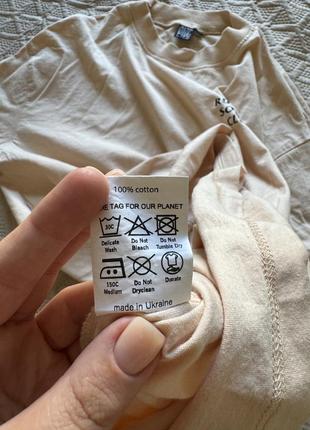 100% cotton
E TAG FOR OUR PLANET
30C
Delicate Wash
Do Not Bleach
Do Not Tumble Dry
150C
Medium
Do Not Dryclean
Donate
made in Ukraine